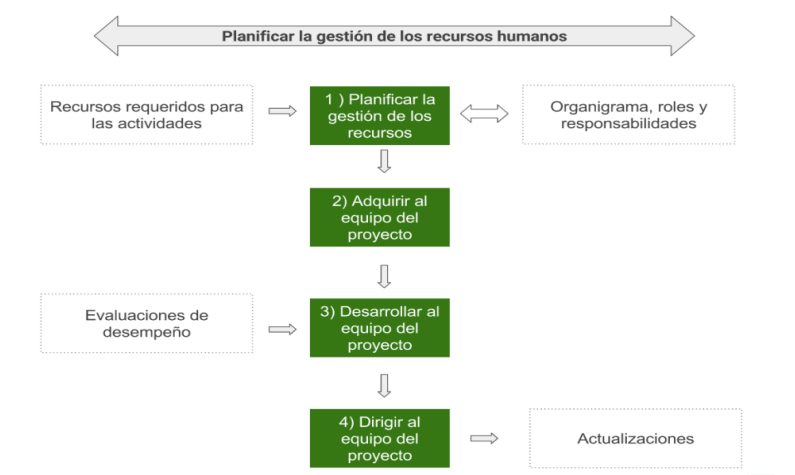 Planificar la gestión de los recursos humanos
Recursos requeridos para
las actividades
1 ) Planificar la
gestión de los
recursos
Organigrama, roles y
responsabilidades
2) Adquirir al
equipo del
proyecto
Evaluaciones de
desempeño
3) Desarrollar al
equipo del
proyecto
4) Dirigir al
equipo del
proyecto
Actualizaciones